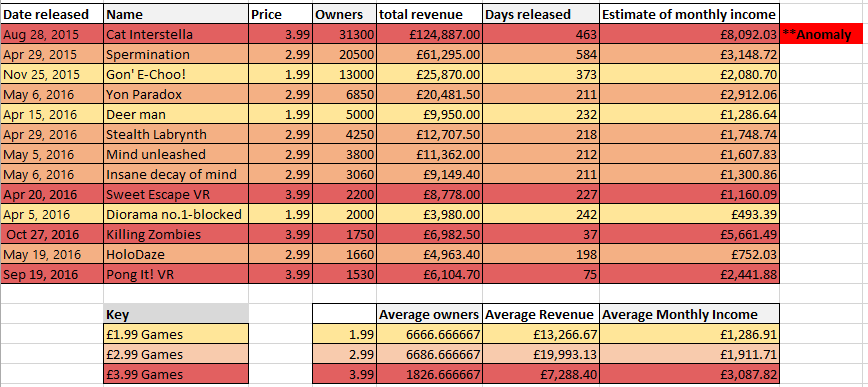 Date released Name Price Owners total revenue Days released Estimate of monthly income
Aug 28, 2015 Cat Interstella 3.99 31300 £124,887.00 463 £8,092.03 **Anomaly
Apr 29, 2015 Spermination 2.99 20500 £61,295.00 584 £3,148.72
Nov 25, 2015 Gon' E-Choo! 1.99 13000 £25,870.00 373 £2,080.70
May 6, 2016 Yon Paradox 2.99 6850 £20,481.50 211 £2,912.06
Apr 15, 2016 Deer man 1.99 5000 £9,950.00 232 £1,286.64
Apr 29, 2016 Stealth Labrynth 2.99 4250 £12,707.50 218 £1,748.74
May 5, 2016 Mind unleashed 2.99 3800 £11,362.00 212 £1,607.83
May 6, 2016 Insane decay of mind 2.99 3060 £9,149.40 211 £1,300.86
Apr 20, 2016 Sweet Escape VR 3.99 2200 £8,778.00 227 £1,160.09
Apr 5, 2016 Diorama no.1-blocked 1.99 2000 £3,980.00 242 £493.39
Oct 27, 2016 Killing Zombies 3.99 1750 £6,982.50 37 £5,661.49
May 19, 2016 HoloDaze 2.99 1660 £4,963.40 198 £752.03
Sep 19, 2016 Pong It! VR 3.99 1530 £6,104.70 75 £2,441.88
Key Average owners Average Revenue Average Monthly Income
£1.99 Games 1.99 6666.666667 £13,266.67 £1,286.91
£2.99 Games 2.99 6686.666667 £19,993.13 £1,911.71
£3.99 Games 3.99 1826.666667 £7,288.40 £3,087.82